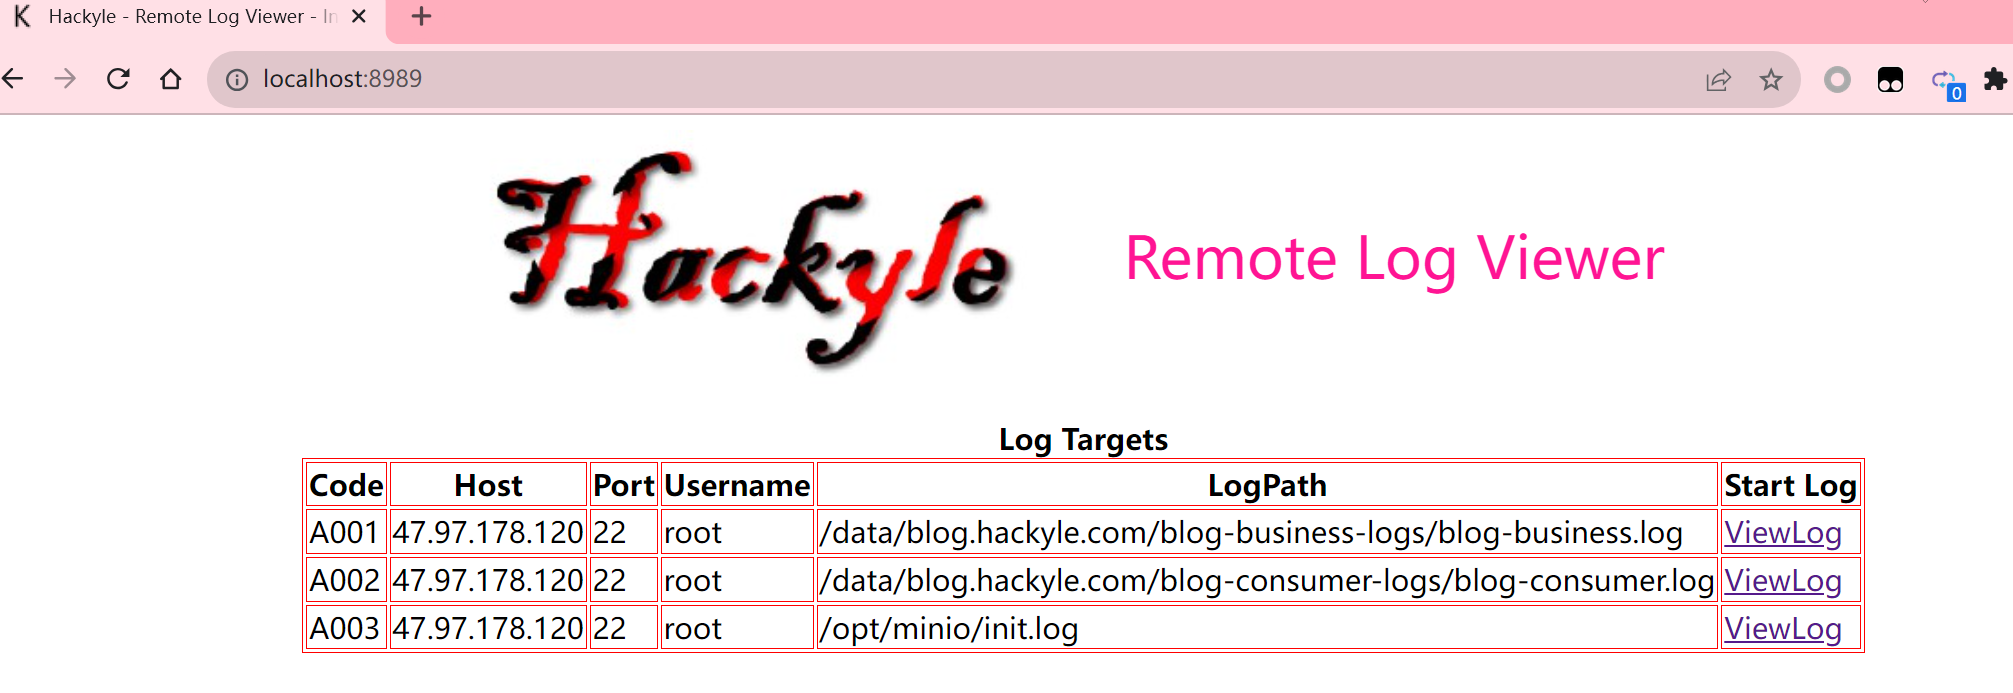 Hackyle - Remote Log Viewer - In
localhost:8989
0
Hackyle
Remote Log Viewer
Log Targets
Code Host Port Username LogPath Start Log
A001 47.97.178.120 22 root /data/blog.hackyle.com/blog-business-logs/blog-business.log ViewLog
A002 47.97.178.120 22 root /data/blog.hackyle.com/blog-consumer-logs/blog-consumer.log ViewLog
A003 47.97.178.120 22 root /opt/minio/init.log ViewLog